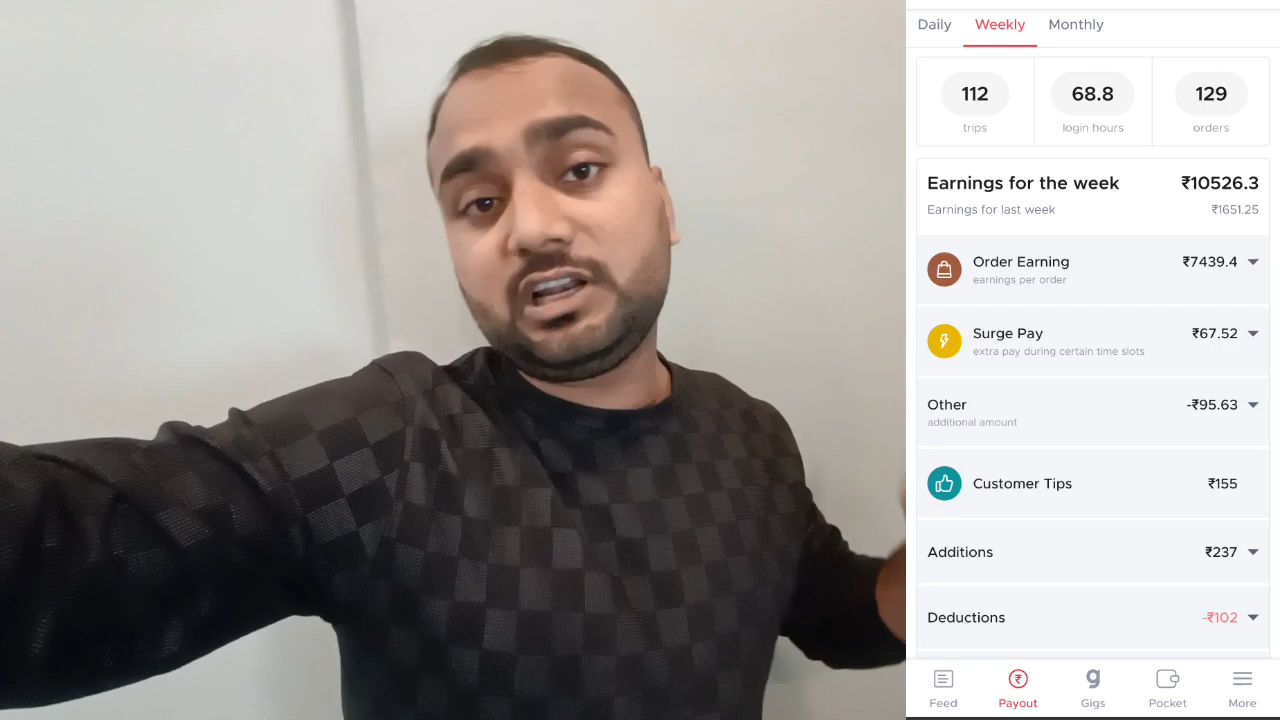 Daily Weekly Monthly
112 68.8 129
trips login hours orders
Earnings for the week ₹10526.3
Earnings for last week ₹1651.25
Order Earning ₹7439.4
earnings per order
Surge Pay ₹67.52
extra pay during certain time slots
Other -₹95.63
additional amount
Customer Tips ₹155
Additions ₹237
Deductions -₹102
Feed Payout Gigs Pocket More